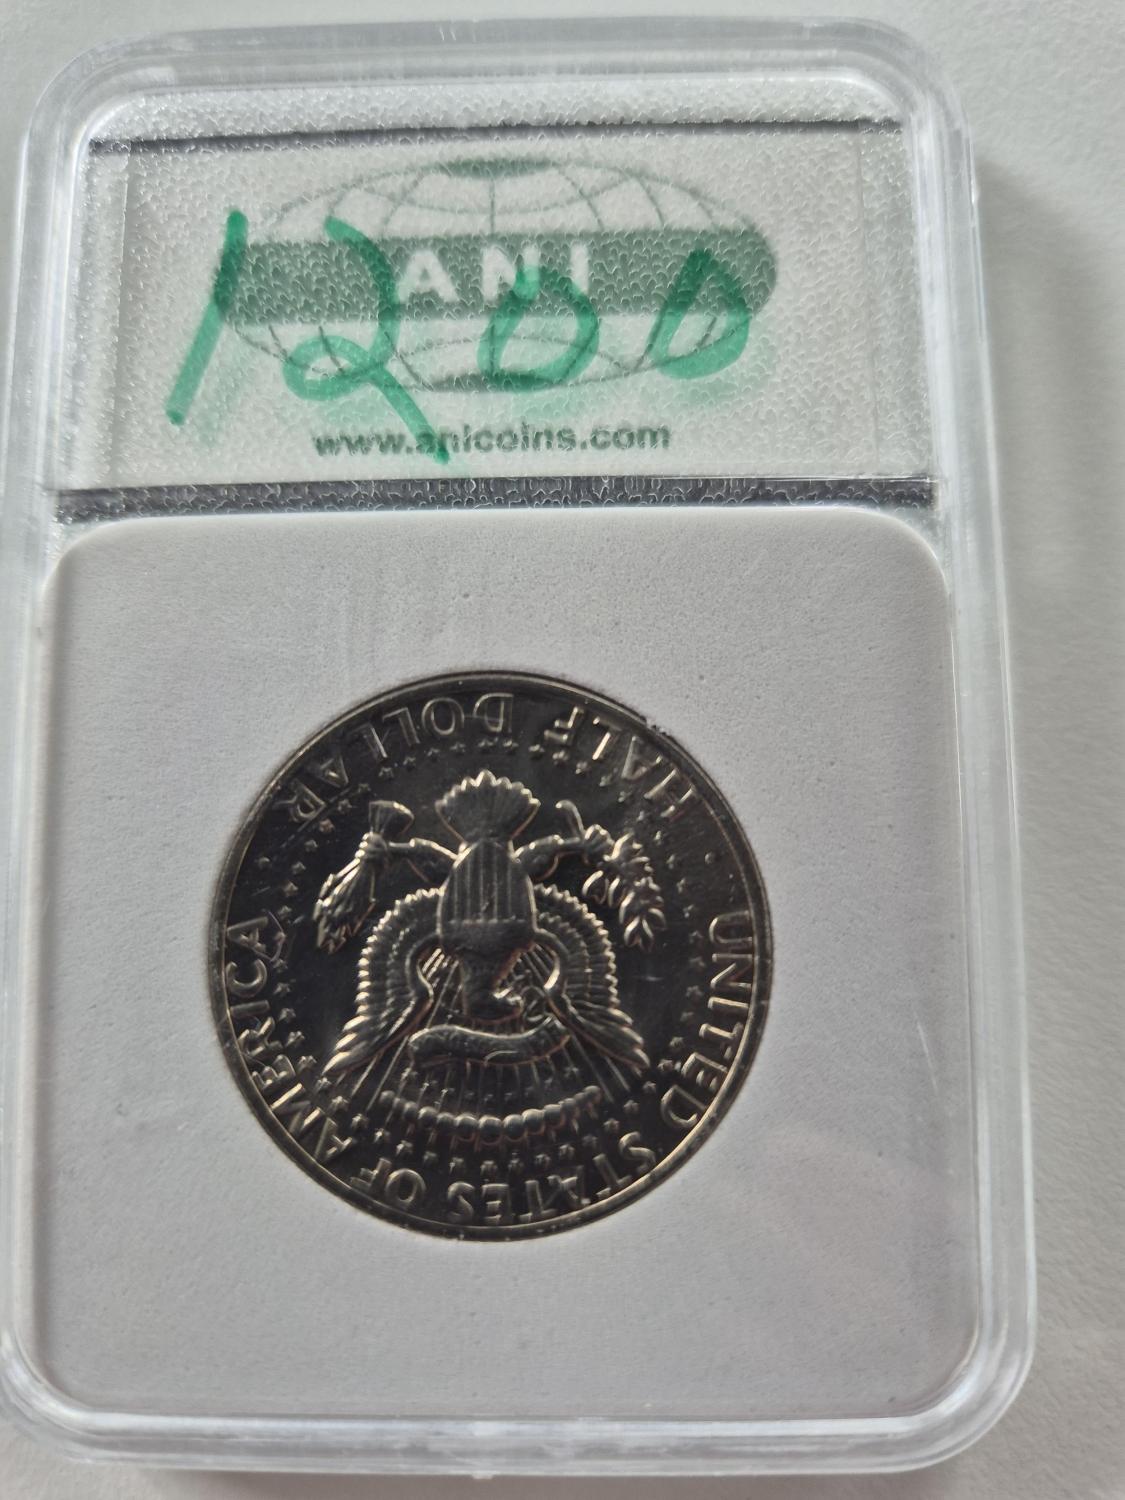 ANI
1200
www.anicoins.com
HALF DOLLAR
UNITED STATES OF AMERICA